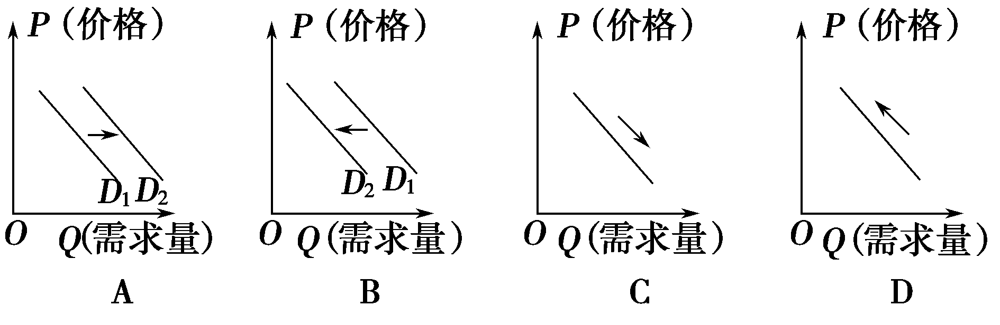 P（价格） P（价格） P（价格） P（价格）
D1 D2 D2 D1
O Q(需求量) O Q(需求量) O Q(需求量) O Q(需求量)
A B C D